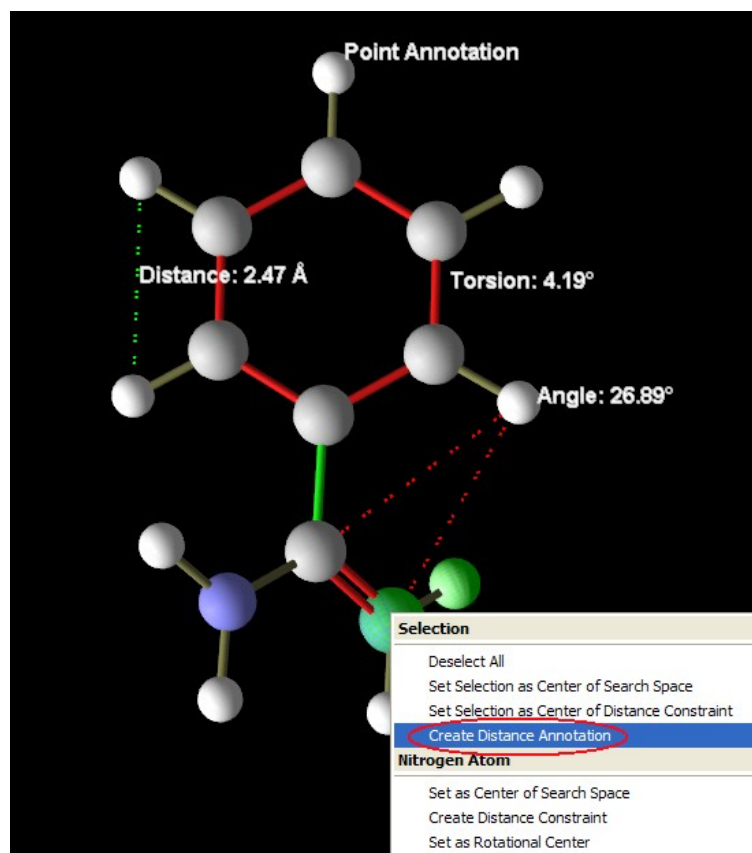 Point Annotation
Distance: 2.47 Å
Torsion: 4.19°
Angle: 26.89°
Selection
Deselect All
Set Selection as Center of Search Space
Set Selection as Center of Distance Constraint
Create Distance Annotation
Nitrogen Atom
Set as Center of Search Space
Create Distance Constraint
Set as Rotational Center